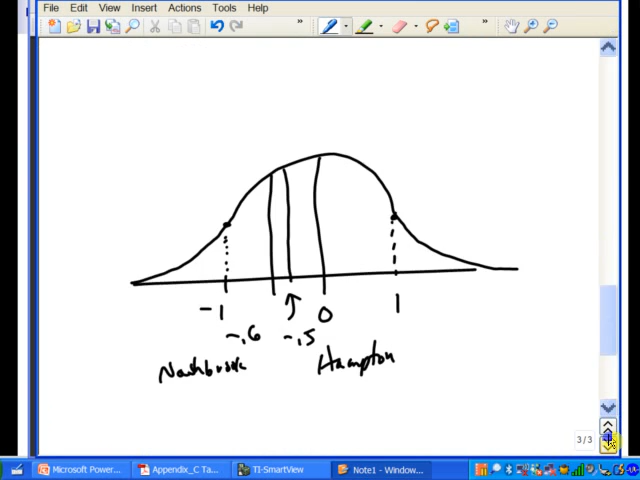 File Edit View Insert Actions Tools Help
-1 0 1
-.6 -.5
Northbrook Hampton
3/3
Microsoft Power... Appendix_C Ta... TI-SmartView Note1 - Window...